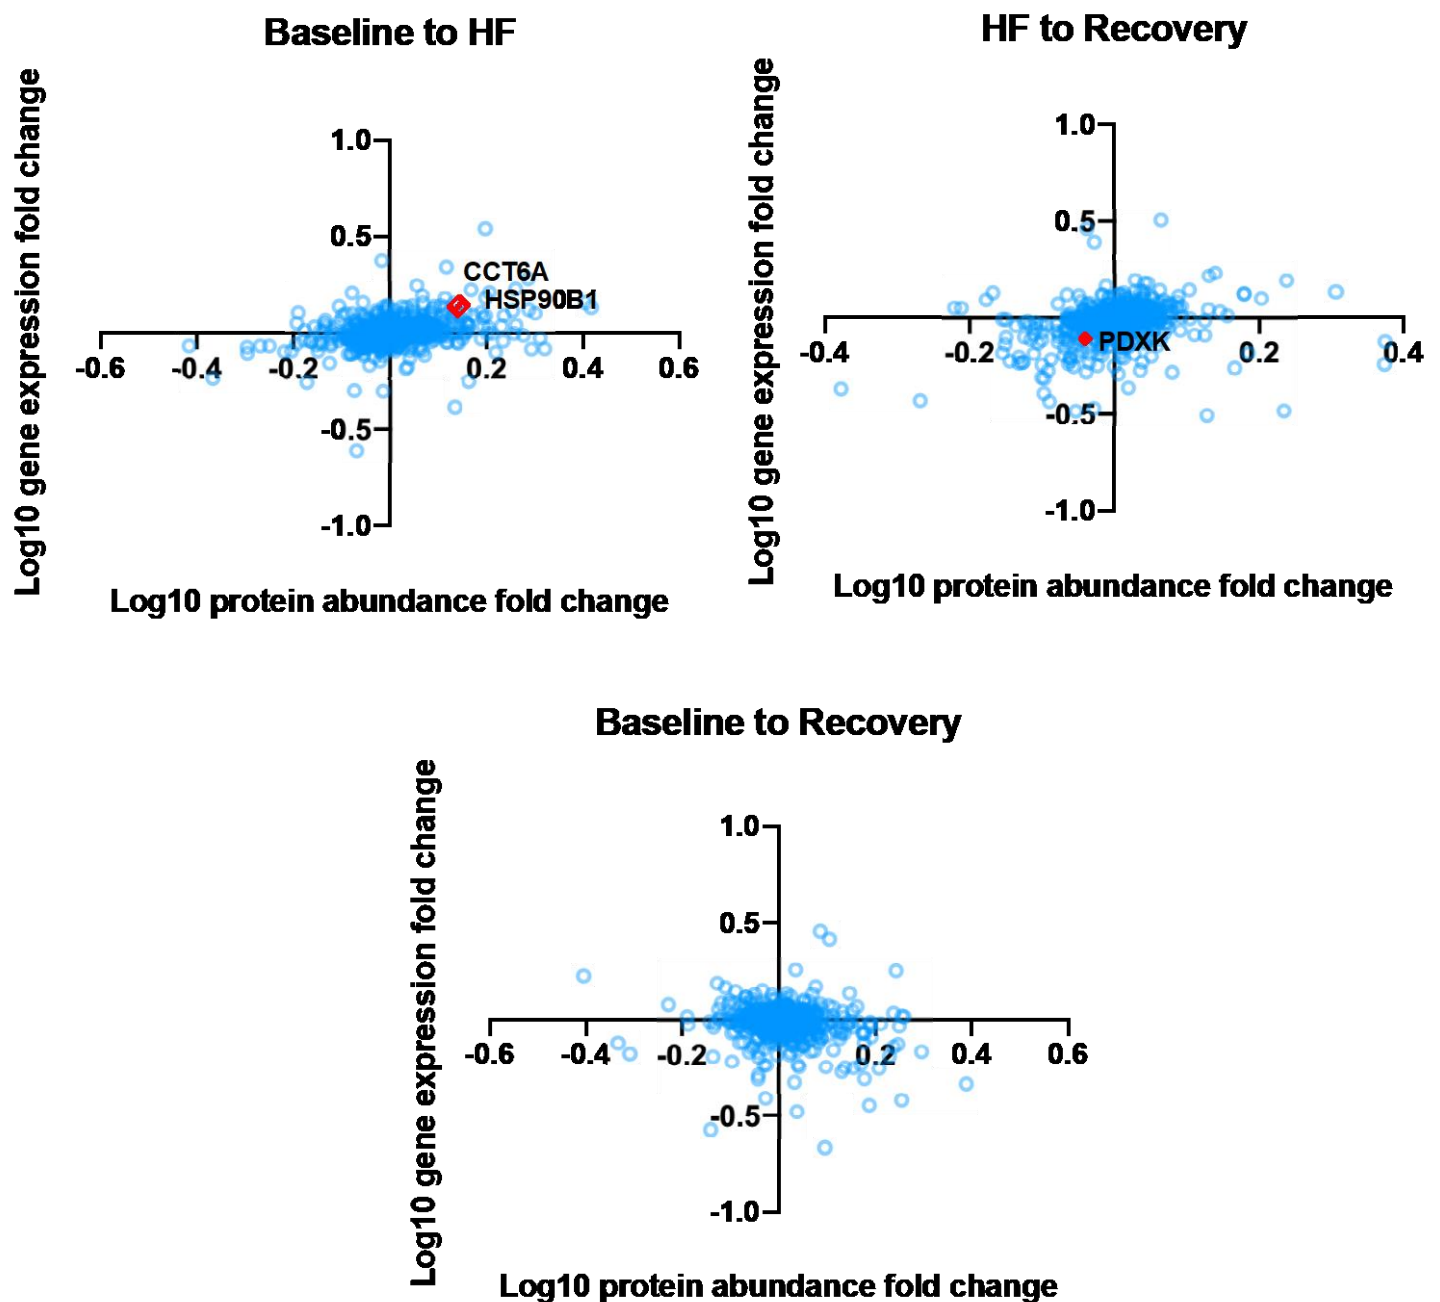 Baseline to HF
Log10 gene expression fold change
1.0
0.5
CCT6A
HSP90B1
-0.6 -0.4 -0.2 0.2 0.4 0.6
-0.5
-1.0
Log10 protein abundance fold change
HF to Recovery
Log10 gene expression fold change
1.0
0.5
PDXK
-0.4 -0.2 0.2 0.4
-0.5
-1.0
Log10 protein abundance fold change
Baseline to Recovery
Log10 gene expression fold change
1.0
0.5
-0.6 -0.4 -0.2 0.2 0.4 0.6
-0.5
-1.0
Log10 protein abundance fold change